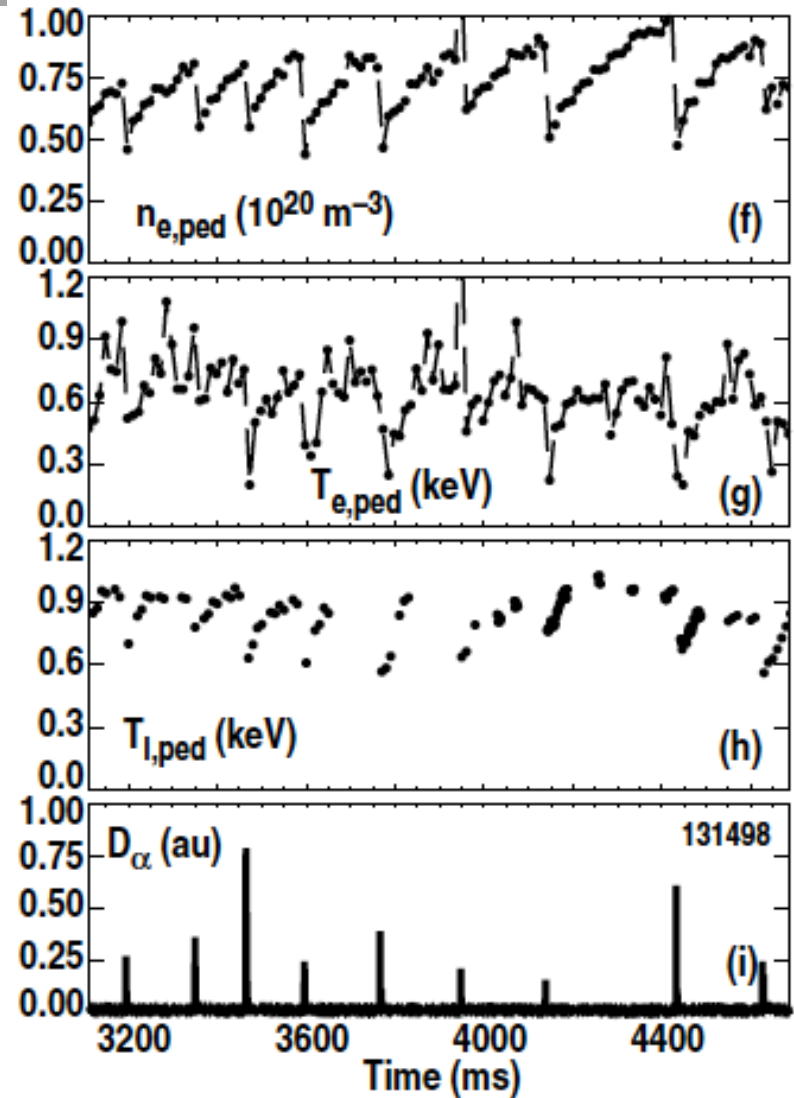 1.00
0.75
0.50
0.25
0.00
n_e,ped (10^20 m^–3)
(f)
1.2
0.9
0.6
0.3
0.0
T_e,ped (keV)
(g)
1.2
0.9
0.6
0.3
0.0
T_I,ped (keV)
(h)
1.00
0.75
0.50
0.25
0.00
D_α (au)
131498
(i)
3200 3600 4000 4400
Time (ms)